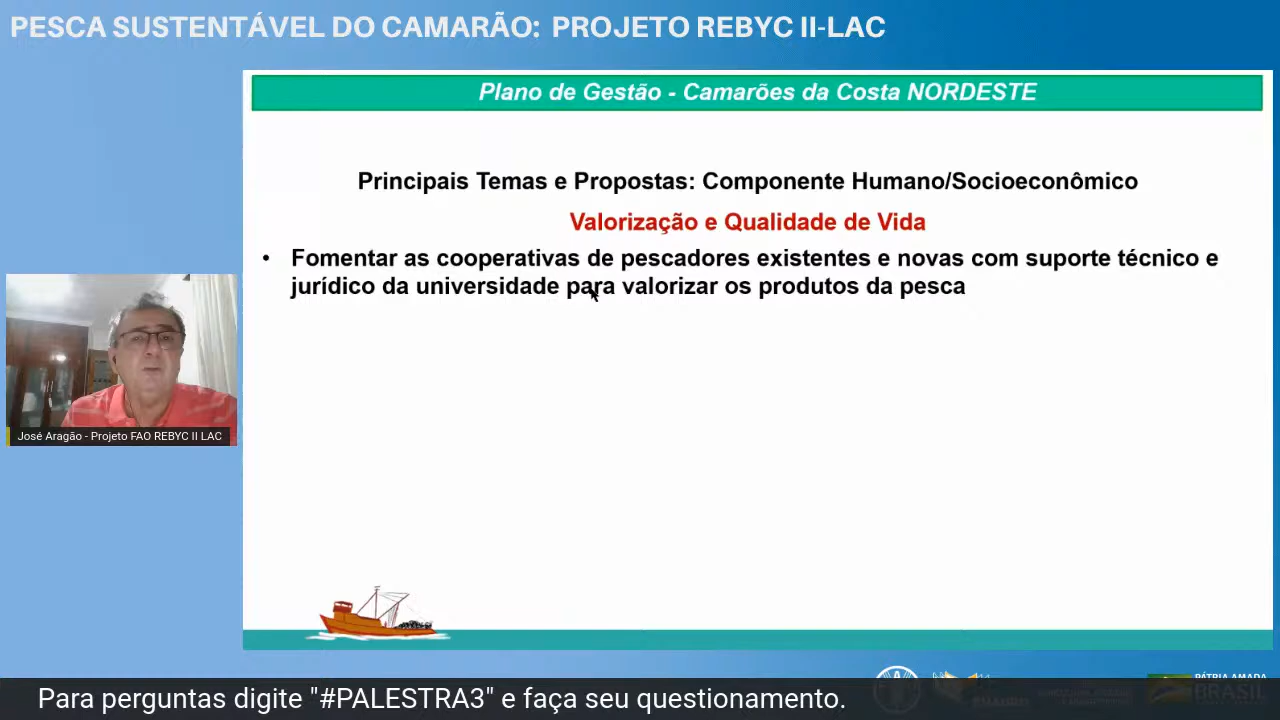 PESCA SUSTENTÁVEL DO CAMARÃO: PROJETO REBYC II-LAC
Plano de Gestão - Camarões da Costa NORDESTE
Principais Temas e Propostas: Componente Humano/Socioeconômico
Valorização e Qualidade de Vida
• Fomentar as cooperativas de pescadores existentes e novas com suporte técnico e
jurídico da universidade para valorizar os produtos da pesca
José Aragão - Projeto FAO REBYC II LAC
PÁTRIA AMADA
BRASIL
Para perguntas digite "#PALESTRA3" e faça seu questionamento.